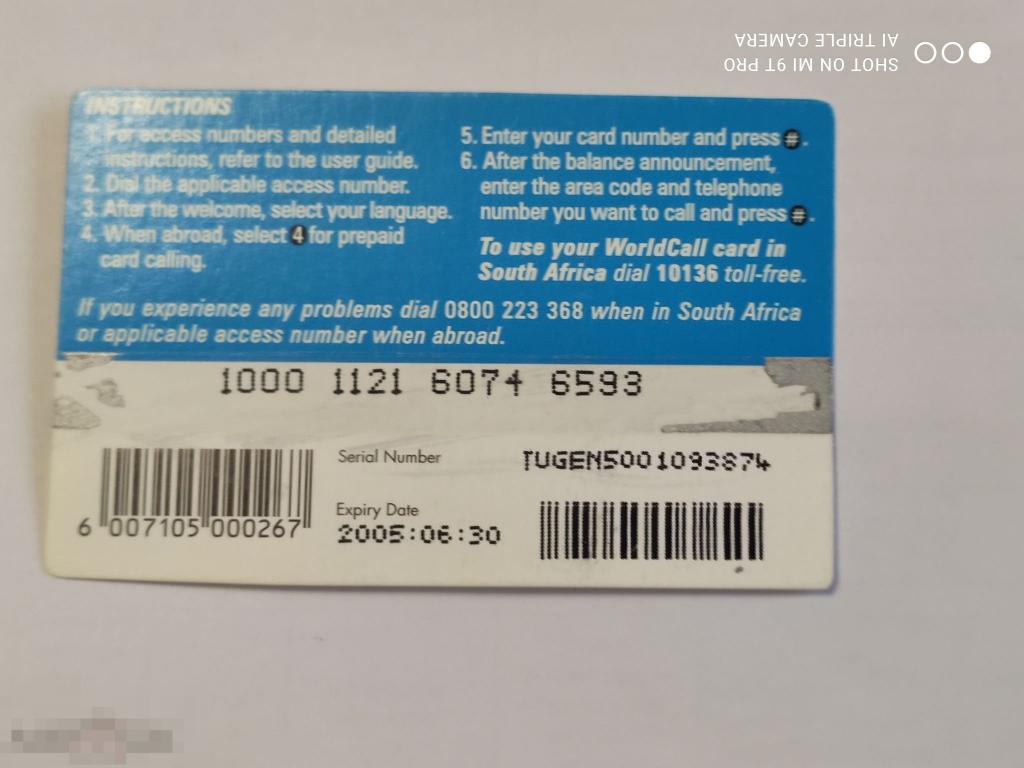 SHOT ON MI 9T PRO
AI TRIPLE CAMERA
INSTRUCTIONS
1. For access numbers and detailed
instructions, refer to the user guide.
2. Dial the applicable access number.
3. After the welcome, select your language.
4. When abroad, select 4 for prepaid
card calling.
5. Enter your card number and press #.
6. After the balance announcement,
enter the area code and telephone
number you want to call and press #.
To use your WorldCall card in
South Africa dial 10136 toll-free.
If you experience any problems dial 0800 223 368 when in South Africa
or applicable access number when abroad.
1000 1121 6074 6593
Serial Number
TUGEN5001093874
Expiry Date
2005:06:30
6 007105 000267